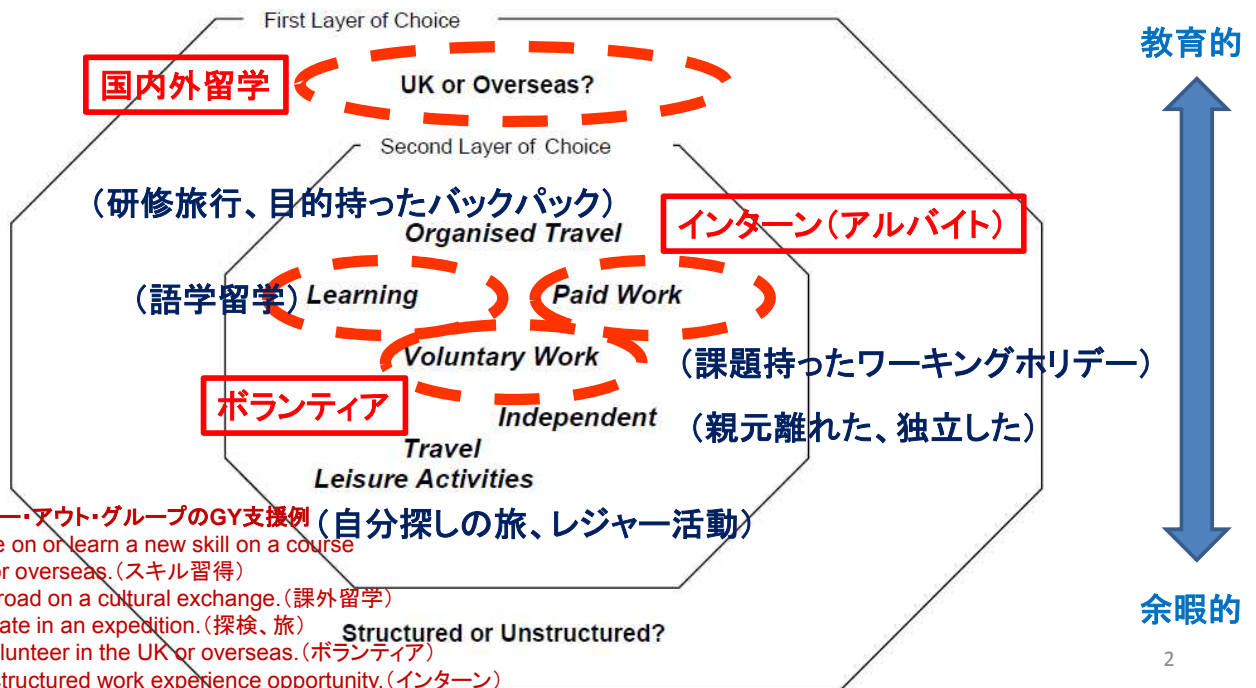 First Layer of Choice
教育的
国内外留学
UK or Overseas?
Second Layer of Choice
（研修旅行、目的持ったバックパック）
インターン（アルバイト）
Organised Travel
（語学留学）
Learning
Paid Work
Voluntary Work
（課題持ったワーキングホリデー）
ボランティア
Independent
（親元離れた、独立した）
Travel
Leisure Activities
ー・アウト・グループのGY支援例
（自分探しの旅、レジャー活動）
e on or learn a new skill on a course
or overseas.（スキル習得）
road on a cultural exchange.（課外留学）
余暇的
ate in an expedition.（探検、旅）
Structured or Unstructured?
lunteer in the UK or overseas.（ボランティア）
2
structured work experience opportunity.（インターン）